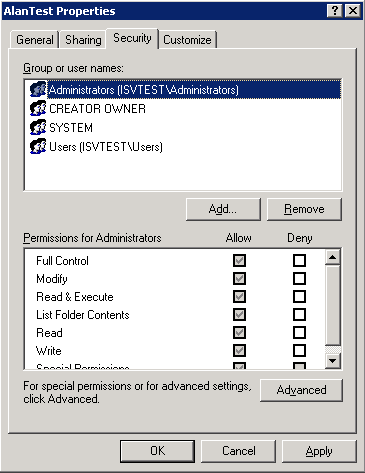 AlanTest Properties
General Sharing Security Customize
Group or user names:
Administrators (ISVTEST\Administrators)
CREATOR OWNER
SYSTEM
Users (ISVTEST\Users)
Add... Remove
Permissions for Administrators Allow Deny
Full Control
Modify
Read & Execute
List Folder Contents
Read
Write
Special Permissions
For special permissions or for advanced settings,
click Advanced.
Advanced
OK Cancel Apply